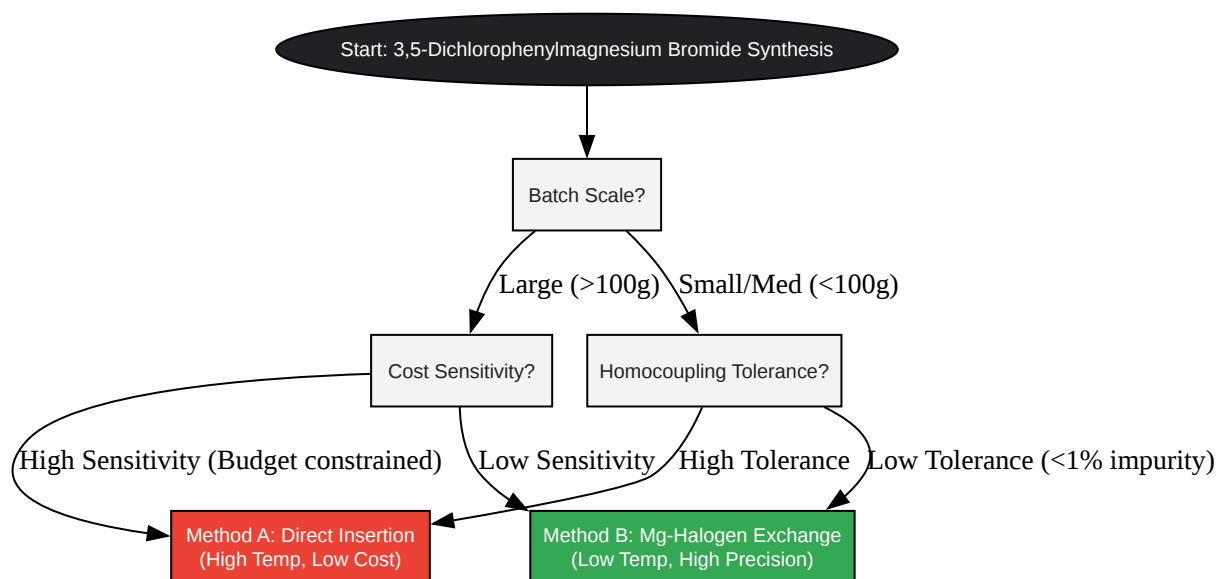 Start: 3,5-Dichlorophenylmagnesium Bromide Synthesis
Batch Scale?
Large (>100g)
Small/Med (<100g)
Cost Sensitivity?
Homocoupling Tolerance?
High Sensitivity (Budget constrained)
Low Sensitivity
High Tolerance
Low Tolerance (<1% impurity)
Method A: Direct Insertion
(High Temp, Low Cost)
Method B: Mg-Halogen Exchange
(Low Temp, High Precision)